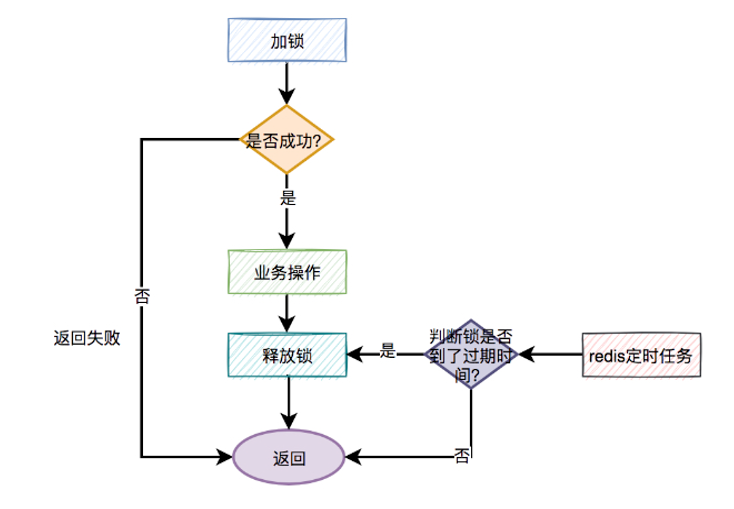 加锁
是否成功?
是
业务操作
否
返回失败
判断锁是否
到了过期时
间?
是
释放锁
redis定时任务
返回
否